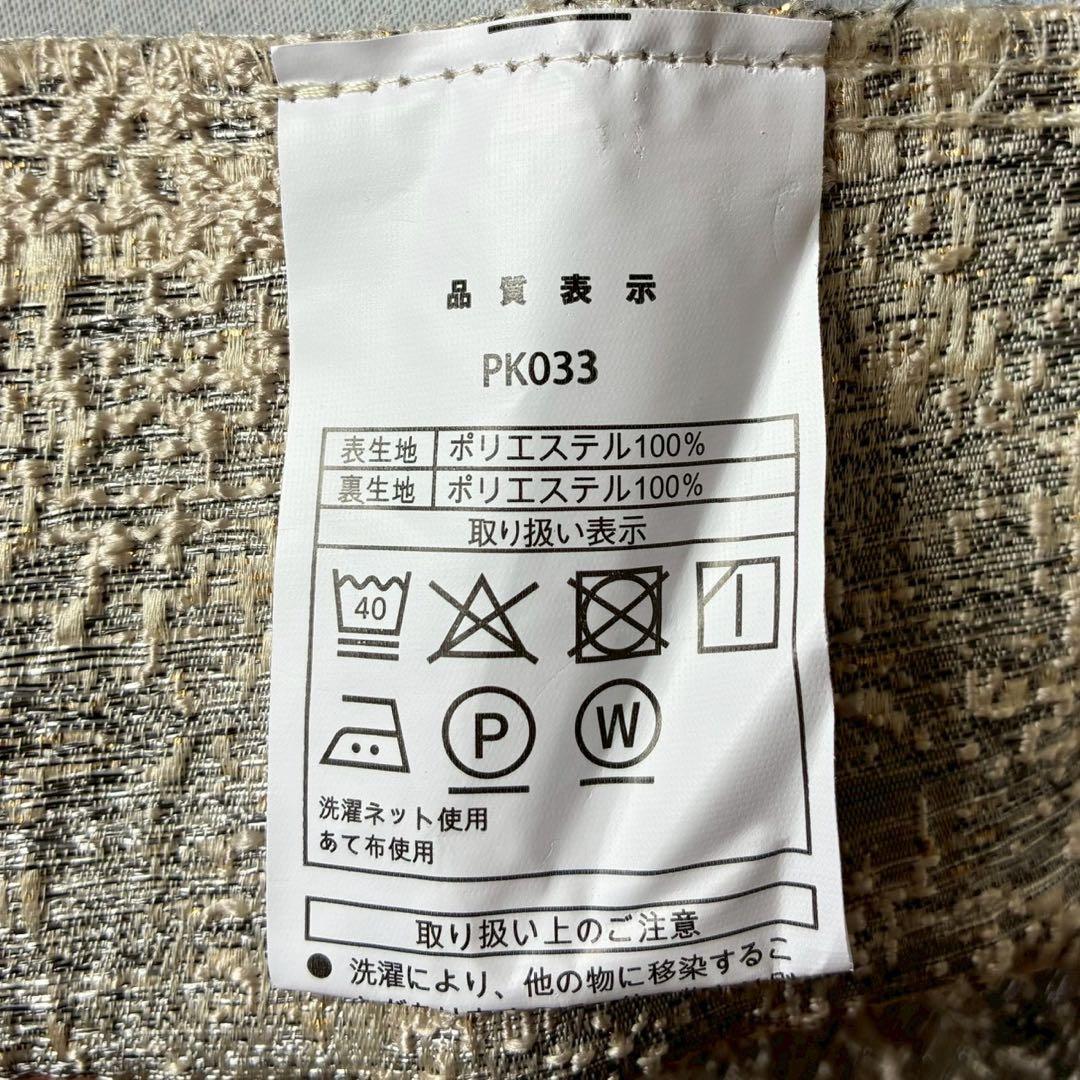 品質表示
PK033
表生地 ポリエステル100%
裏生地 ポリエステル100%
取り扱い表示
40
P W
洗濯ネット使用
あて布使用
取り扱い上のご注意
● 洗濯により、他の物に移染するこ